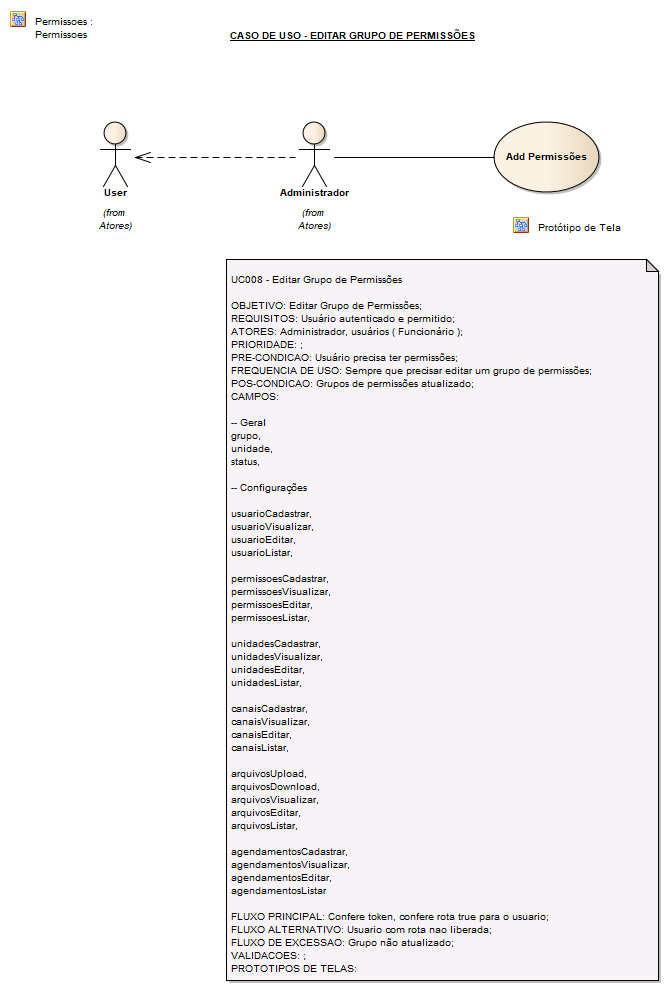 Permissoes :
Permissoes
CASO DE USO - EDITAR GRUPO DE PERMISSÕES
User
(from
Atores)
Administrador
(from
Atores)
Add Permissões
Protótipo de Tela
UC008 - Editar Grupo de Permissões
OBJETIVO: Editar Grupo de Permissões;
REQUISITOS: Usuário autenticado e permitido;
ATORES: Administrador, usuários ( Funcionário );
PRIORIDADE: ;
PRE-CONDICAO: Usuário precisa ter permissões;
FREQUENCIA DE USO: Sempre que precisar editar um grupo de permissões;
POS-CONDICAO: Grupos de permissões atualizado;
CAMPOS:
-- Geral
grupo,
unidade,
status,
-- Configurações
usuarioCadastrar,
usuarioVisualizar,
usuarioEditar,
usuarioListar,
permissoesCadastrar,
permissoesVisualizar,
permissoesEditar,
permissoesListar,
unidadesCadastrar,
unidadesVisualizar,
unidadesEditar,
unidadesListar,
canaisCadastrar,
canaisVisualizar,
canaisEditar,
canaisListar,
arquivosUpload,
arquivosDownload,
arquivosVisualizar,
arquivosEditar,
arquivosListar,
agendamentosCadastrar,
agendamentosVisualizar,
agendamentosEditar,
agendamentosListar
FLUXO PRINCIPAL: Confere token, confere rota true para o usuario;
FLUXO ALTERNATIVO: Usuario com rota nao liberada;
FLUXO DE EXCESSAO: Grupo não atualizado;
VALIDACOES: ;
PROTOTIPOS DE TELAS: